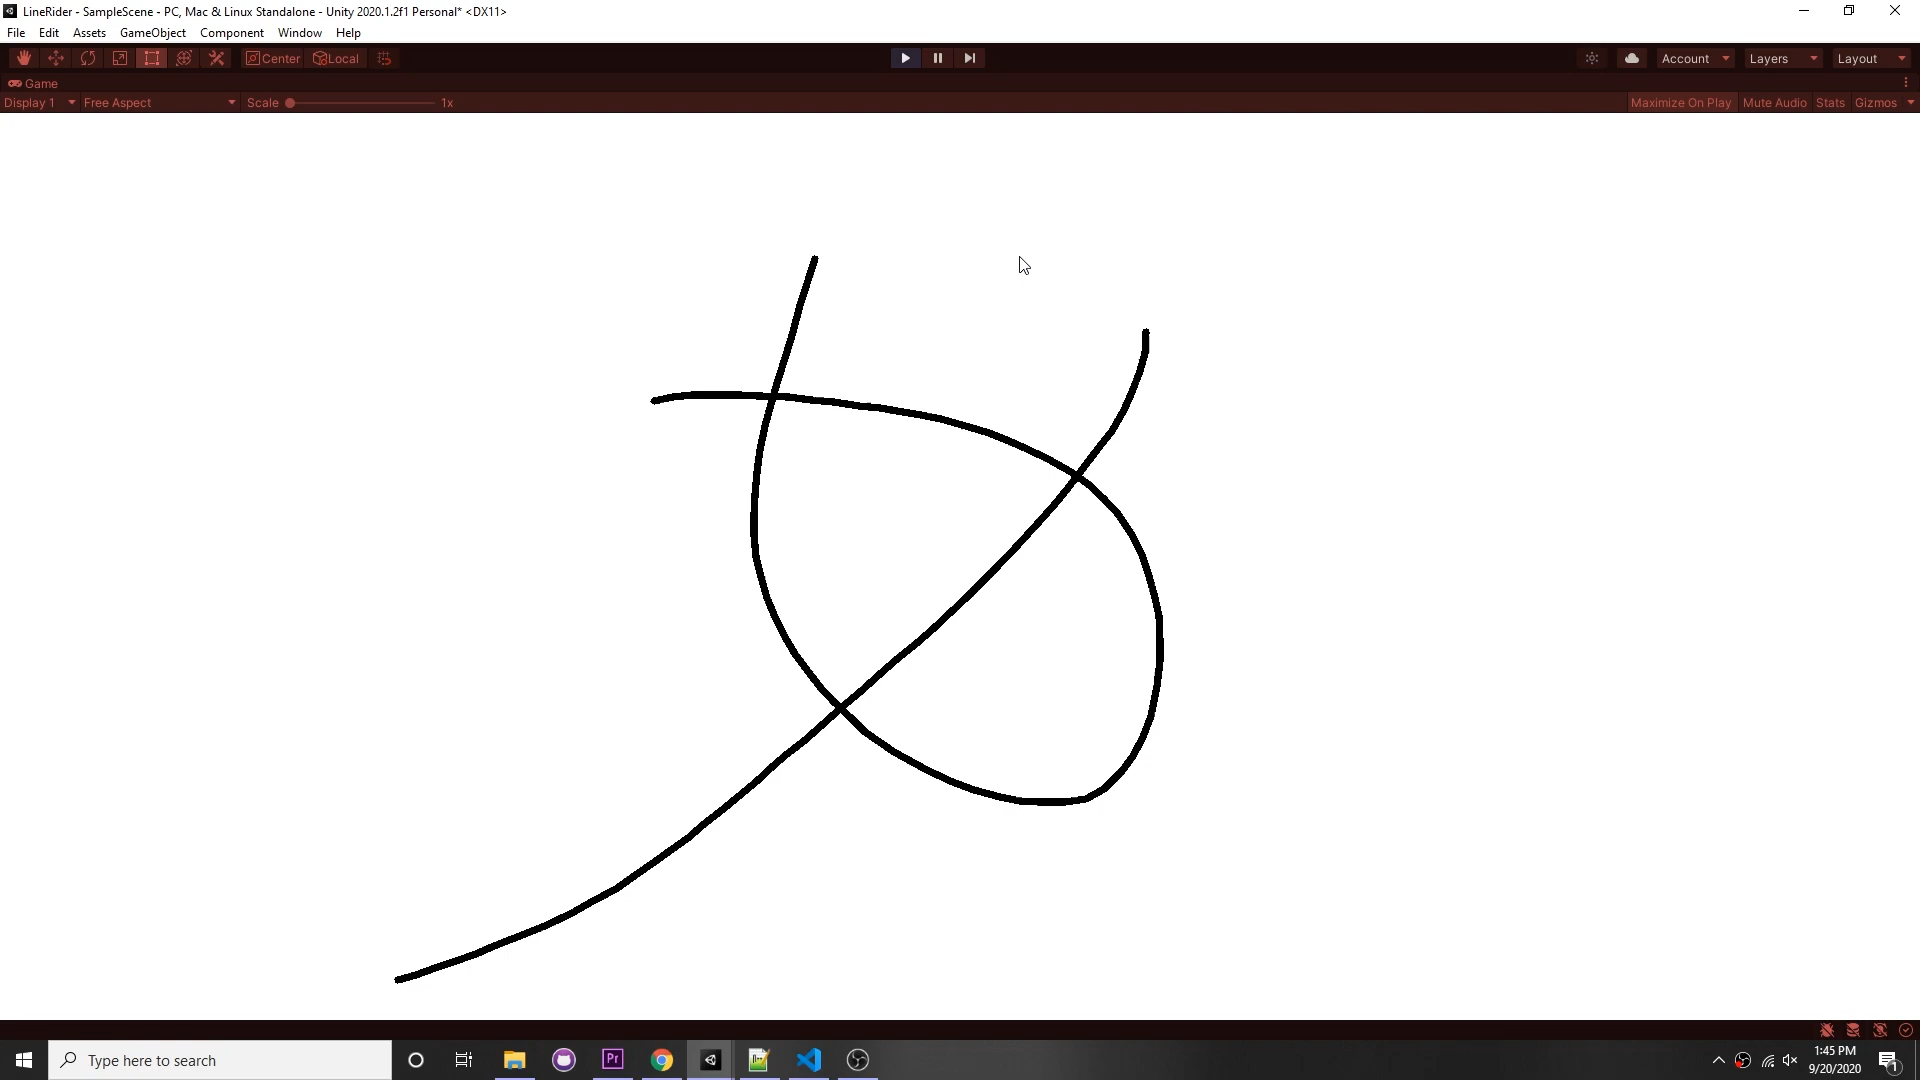 LineRider - SampleScene - PC, Mac & Linux Standalone - Unity 2020.1.2f1 Personal* <DX11>
File Edit Assets GameObject Component Window Help
Center Local Account Layers Layout
Game
Display 1 Free Aspect Scale 1x Maximize On Play Mute Audio Stats Gizmos
Type here to search
Pr
1:45 PM
9/20/2020
1